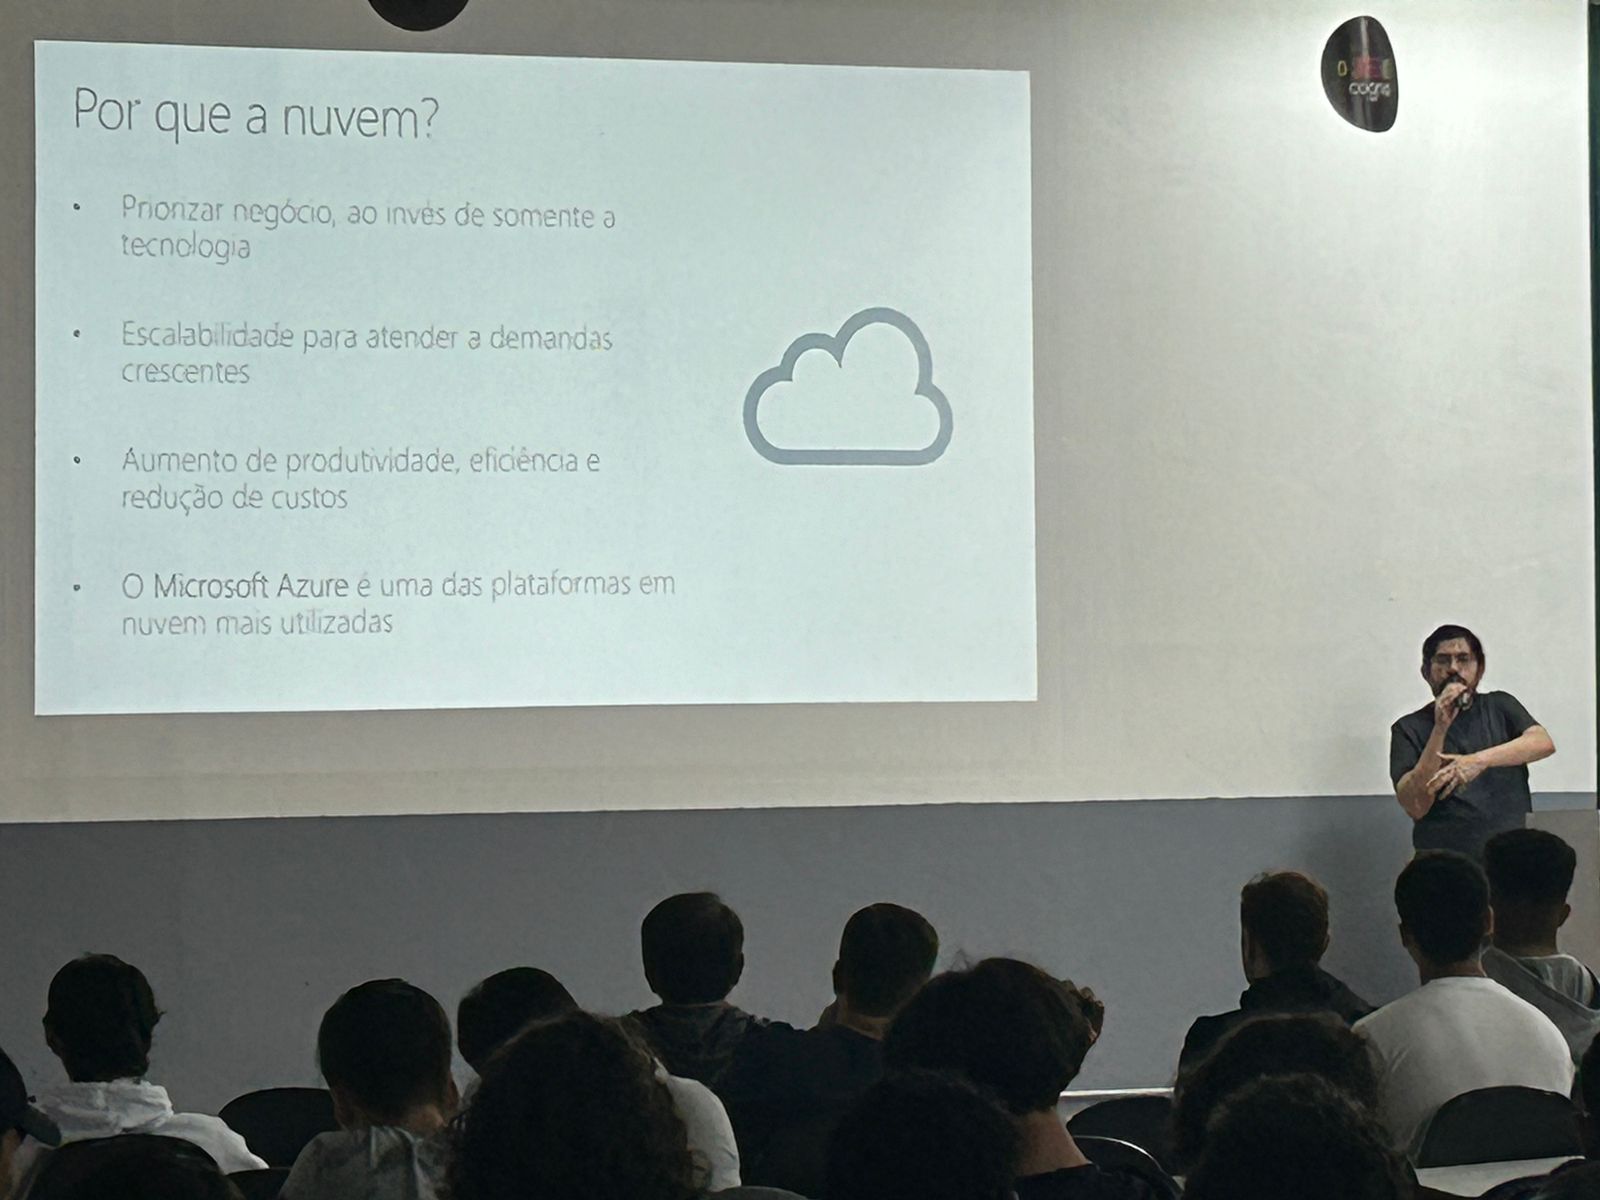 Por que a nuvem?
• Priorizar negócio, ao invés de somente a
tecnologia
• Escalabilidade para atender a demandas
crescentes
• Aumento de produtividade, eficiência e
redução de custos
• O Microsoft Azure é uma das plataformas em
nuvem mais utilizadas